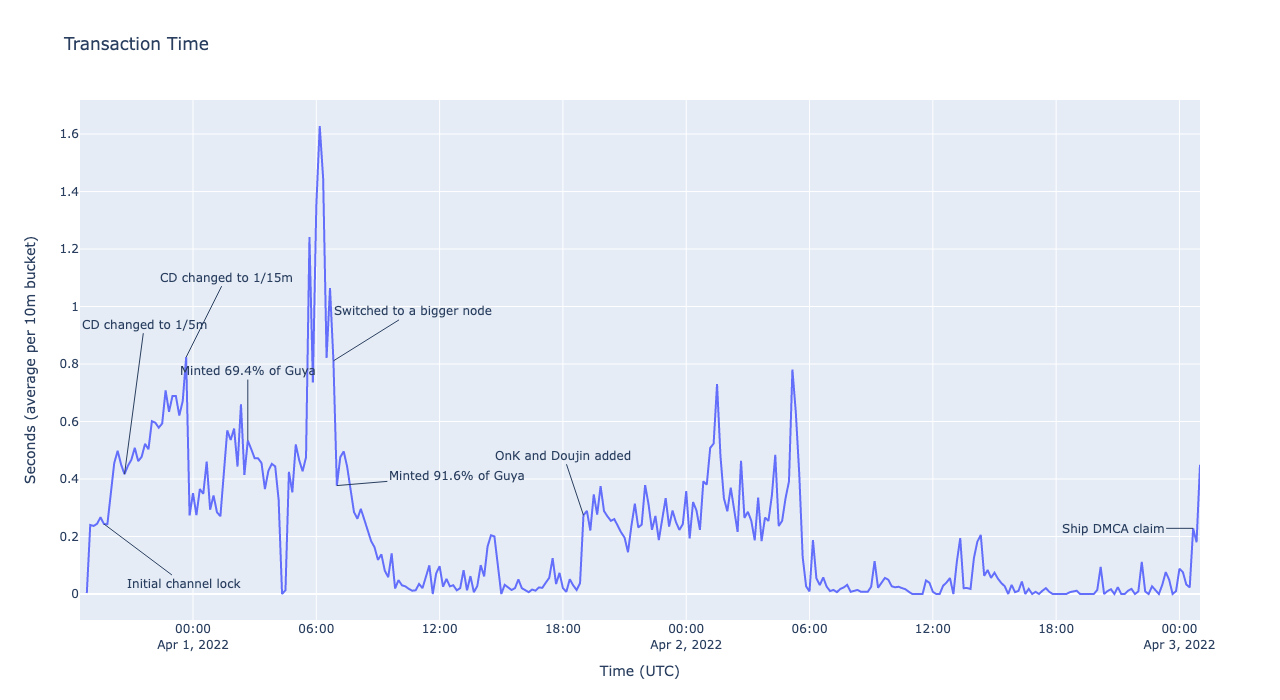 Transaction Time
Seconds (average per 10m bucket)
1.6
1.4
1.2
1
0.8
0.6
0.4
0.2
0
CD changed to 1/15m
Switched to a bigger node
CD changed to 1/5m
Minted 69.4% of Guya
OnK and Doujin added
Minted 91.6% of Guya
Ship DMCA claim
Initial channel lock
00:00 06:00 12:00 18:00 00:00 06:00 12:00 18:00 00:00
Apr 1, 2022 Apr 2, 2022 Apr 3, 2022
Time (UTC)